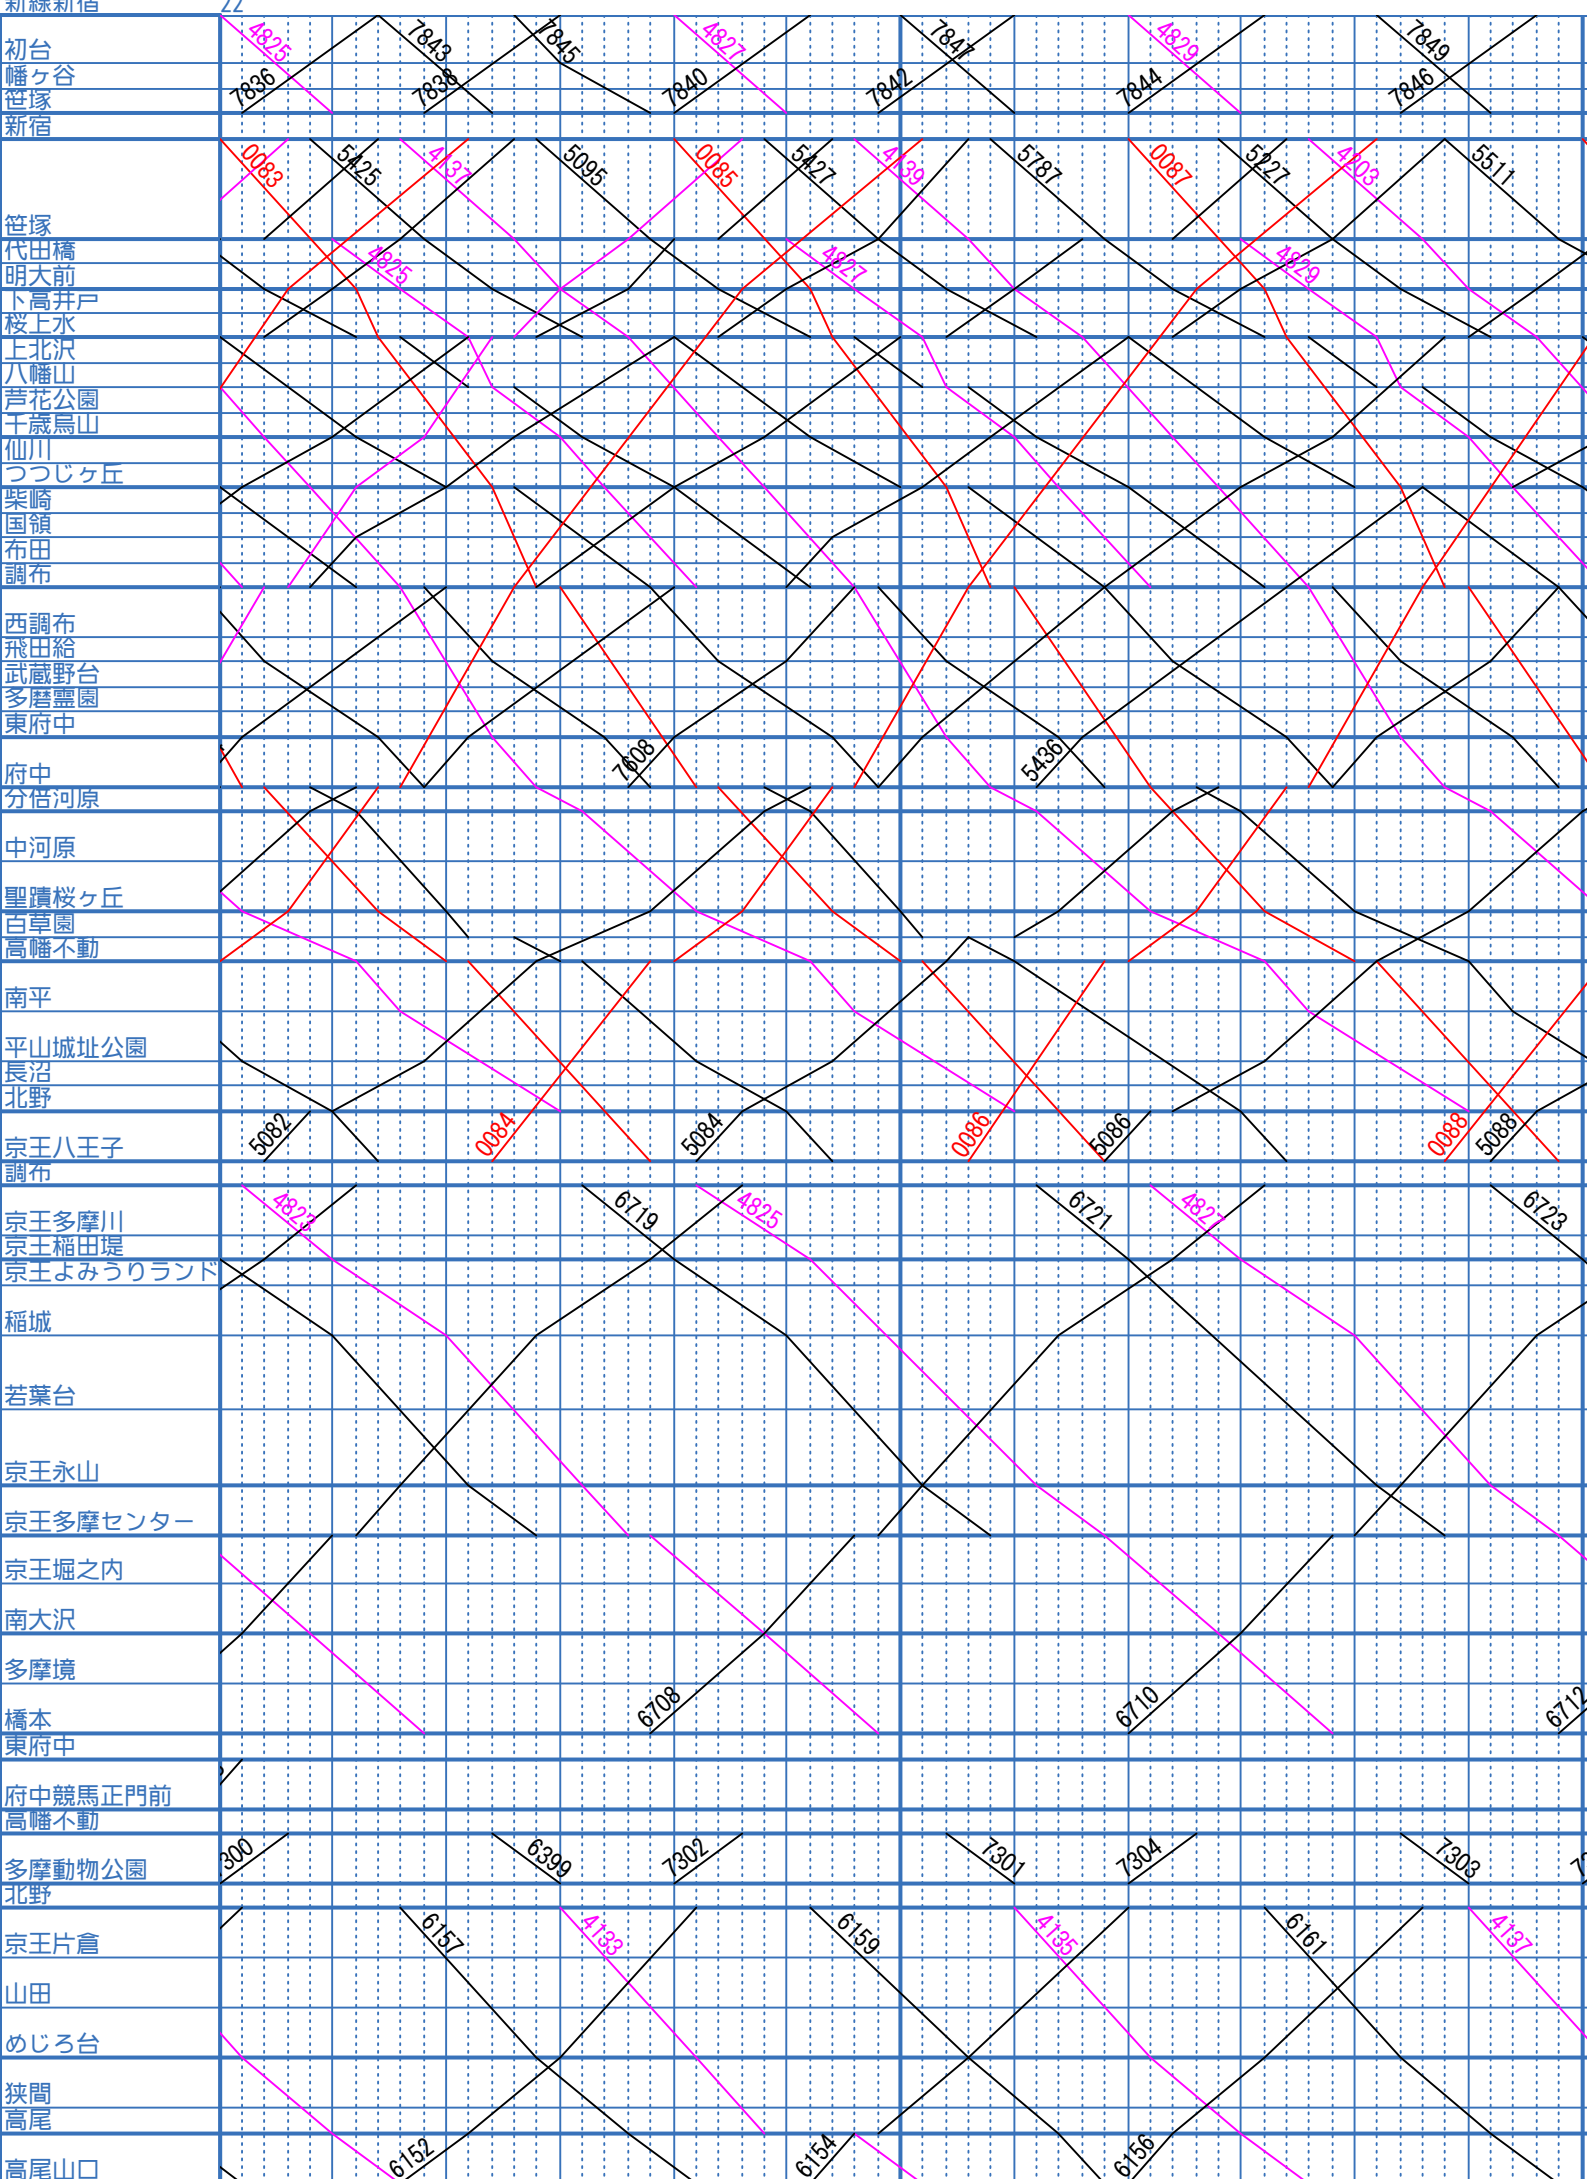 新線新宿 22
4825 7843 7845 4827 7847 4829 7849
初台
幡ヶ谷
7836 7838 7840 7842 7844 7846
笹塚
新宿
0083 5425 4137 5095 0085 5427 4139 5787 0087 5227 4203 5511
笹塚
代田橋
4825 4827 4829
明大前
下高井戸
桜上水
上北沢
八幡山
芦花公園
千歳烏山
仙川
つつじヶ丘
柴崎
国領
布田
調布
西調布
飛田給
武蔵野台
多磨霊園
東府中
7608 5436
府中
分倍河原
中河原
聖蹟桜ヶ丘
百草園
高幡不動
南平
平山城址公園
長沼
北野
5082 0084 5084 0086 5086 0088 5088
京王八王子
調布
4823 6719 4825 6721 4827 6723
京王多摩川
京王稲田堤
京王よみうりランド
稲城
若葉台
京王永山
京王多摩センター
京王堀之内
南大沢
多摩境
6708 6710 6712
橋本
東府中
府中競馬正門前
高幡不動
300 6399 7302 7301 7304 7303
多摩動物公園
北野
6157 4133 6159 4135 6161 4137
京王片倉
山田
めじろ台
狭間
高尾
6152 6154 6156
高尾山口